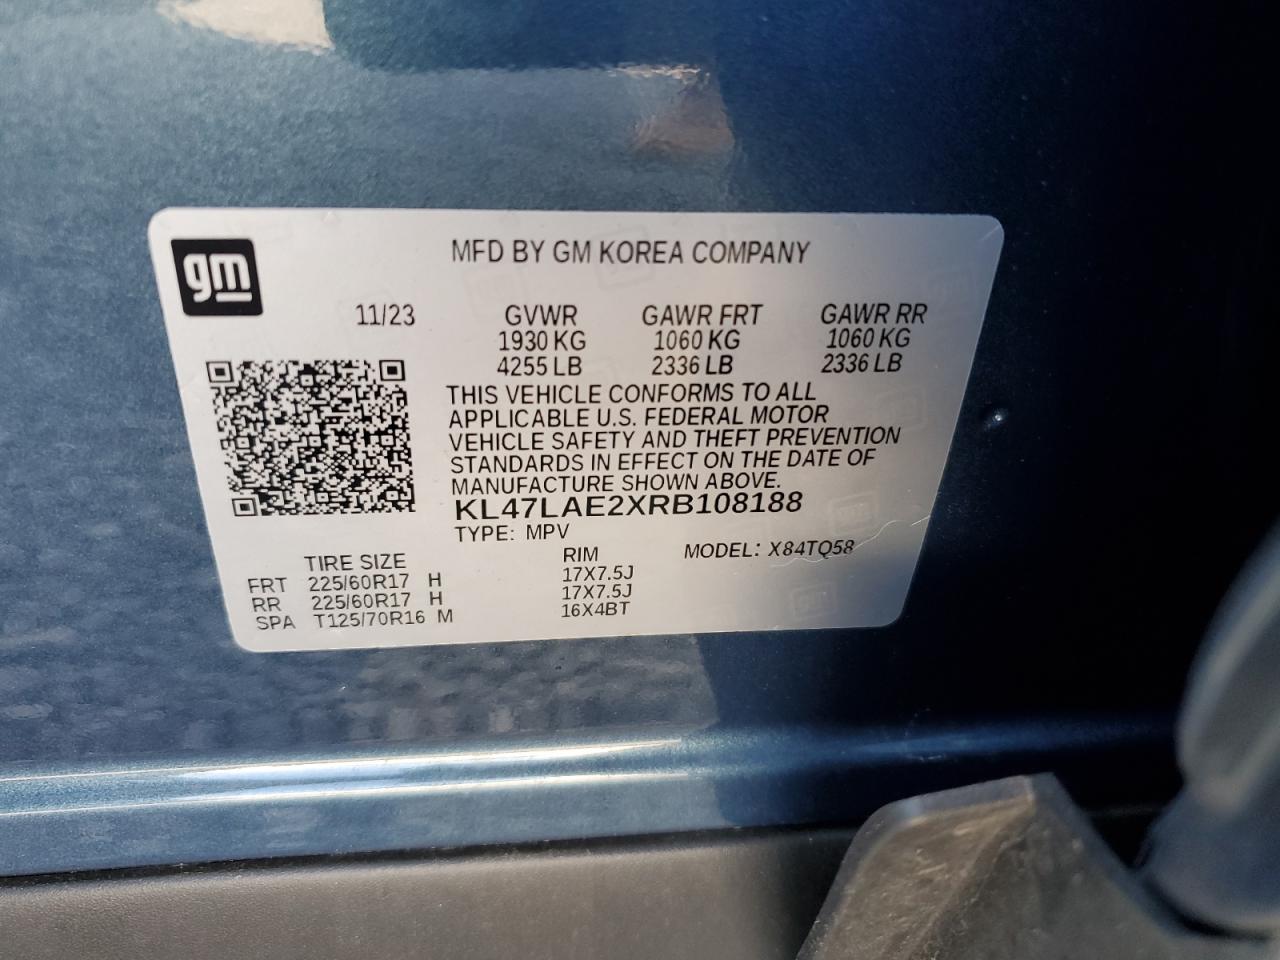 gm
MFD BY GM KOREA COMPANY
11/23 GVWR GAWR FRT GAWR RR
1930 KG 1060 KG 1060 KG
4255 LB 2336 LB 2336 LB
THIS VEHICLE CONFORMS TO ALL
APPLICABLE U.S. FEDERAL MOTOR
VEHICLE SAFETY AND THEFT PREVENTION
STANDARDS IN EFFECT ON THE DATE OF
MANUFACTURE SHOWN ABOVE.
KL47LAE2XRB108188
TYPE: MPV MODEL: X84TQ58
TIRE SIZE RIM
FRT 225/60R17 H 17X7.5J
RR 225/60R17 H 17X7.5J
SPA T125/70R16 M 16X4BT